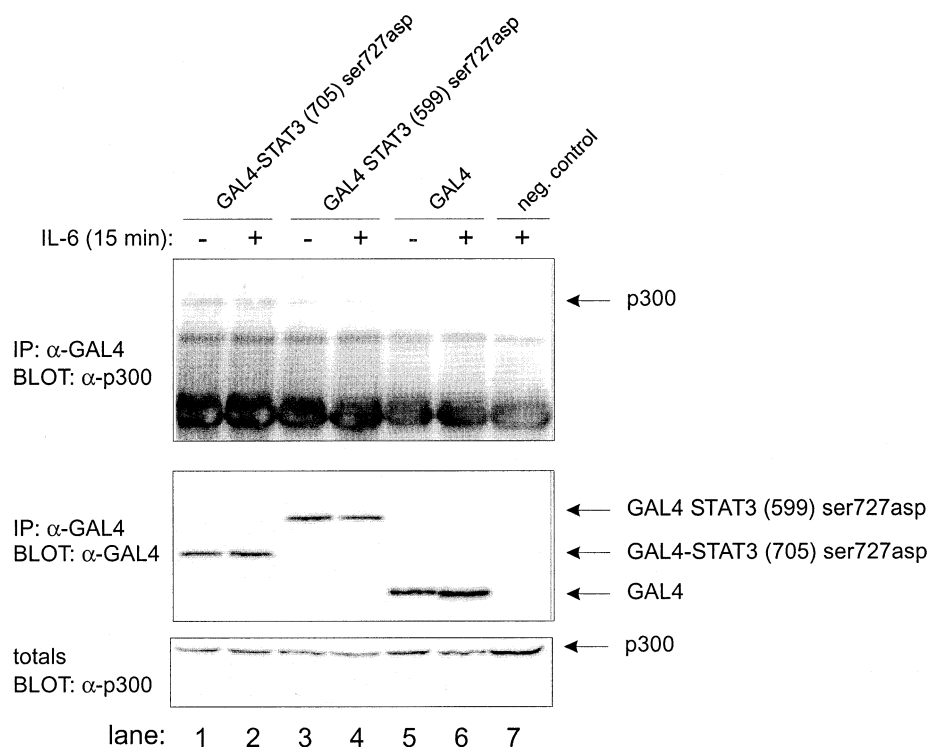 GAL4-STAT3 (705) ser727asp
GAL4 STAT3 (599) ser727asp
GAL4
neg. control
IL-6 (15 min): - + - + - + +
p300
IP: α-GAL4
BLOT: α-p300
GAL4 STAT3 (599) ser727asp
IP: α-GAL4
BLOT: α-GAL4
GAL4-STAT3 (705) ser727asp
GAL4
p300
totals
BLOT: α-p300
lane: 1 2 3 4 5 6 7